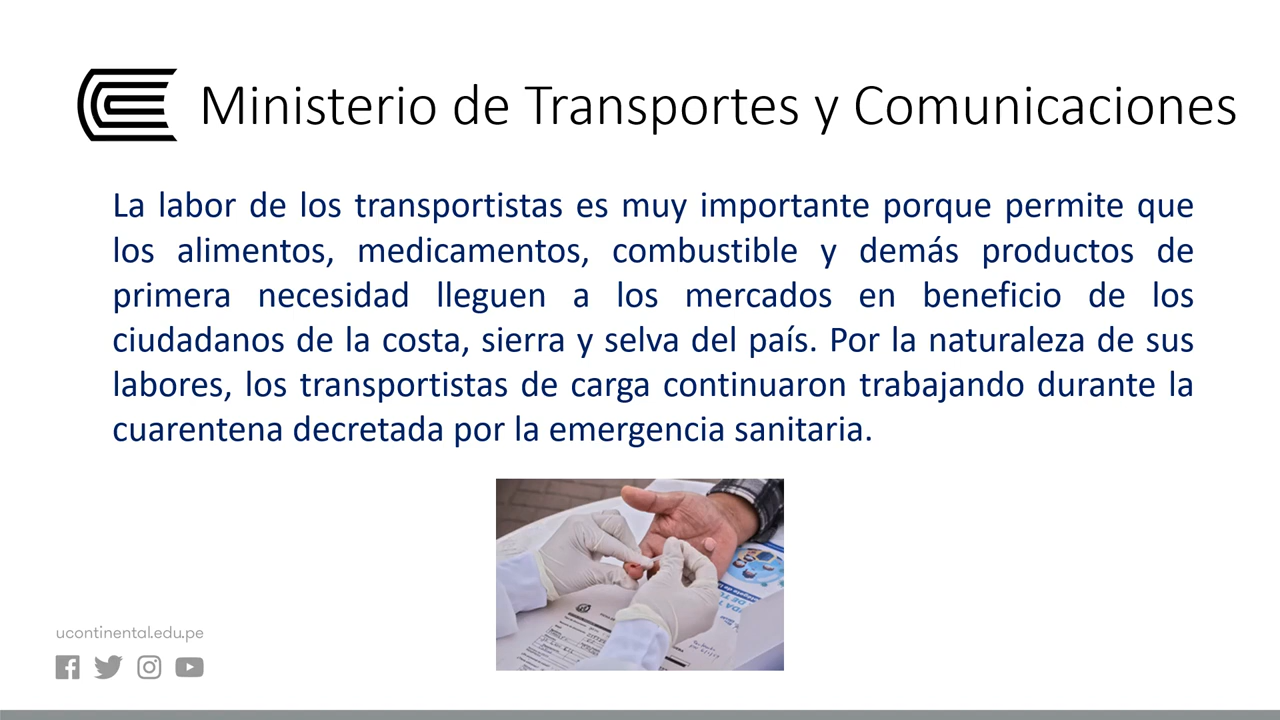 Ministerio de Transportes y Comunicaciones
La labor de los transportistas es muy importante porque permite que
los alimentos, medicamentos, combustible y demás productos de
primera necesidad lleguen a los mercados en beneficio de los
ciudadanos de la costa, sierra y selva del país. Por la naturaleza de sus
labores, los transportistas de carga continuaron trabajando durante la
cuarentena decretada por la emergencia sanitaria.
ucontinental.edu.pe